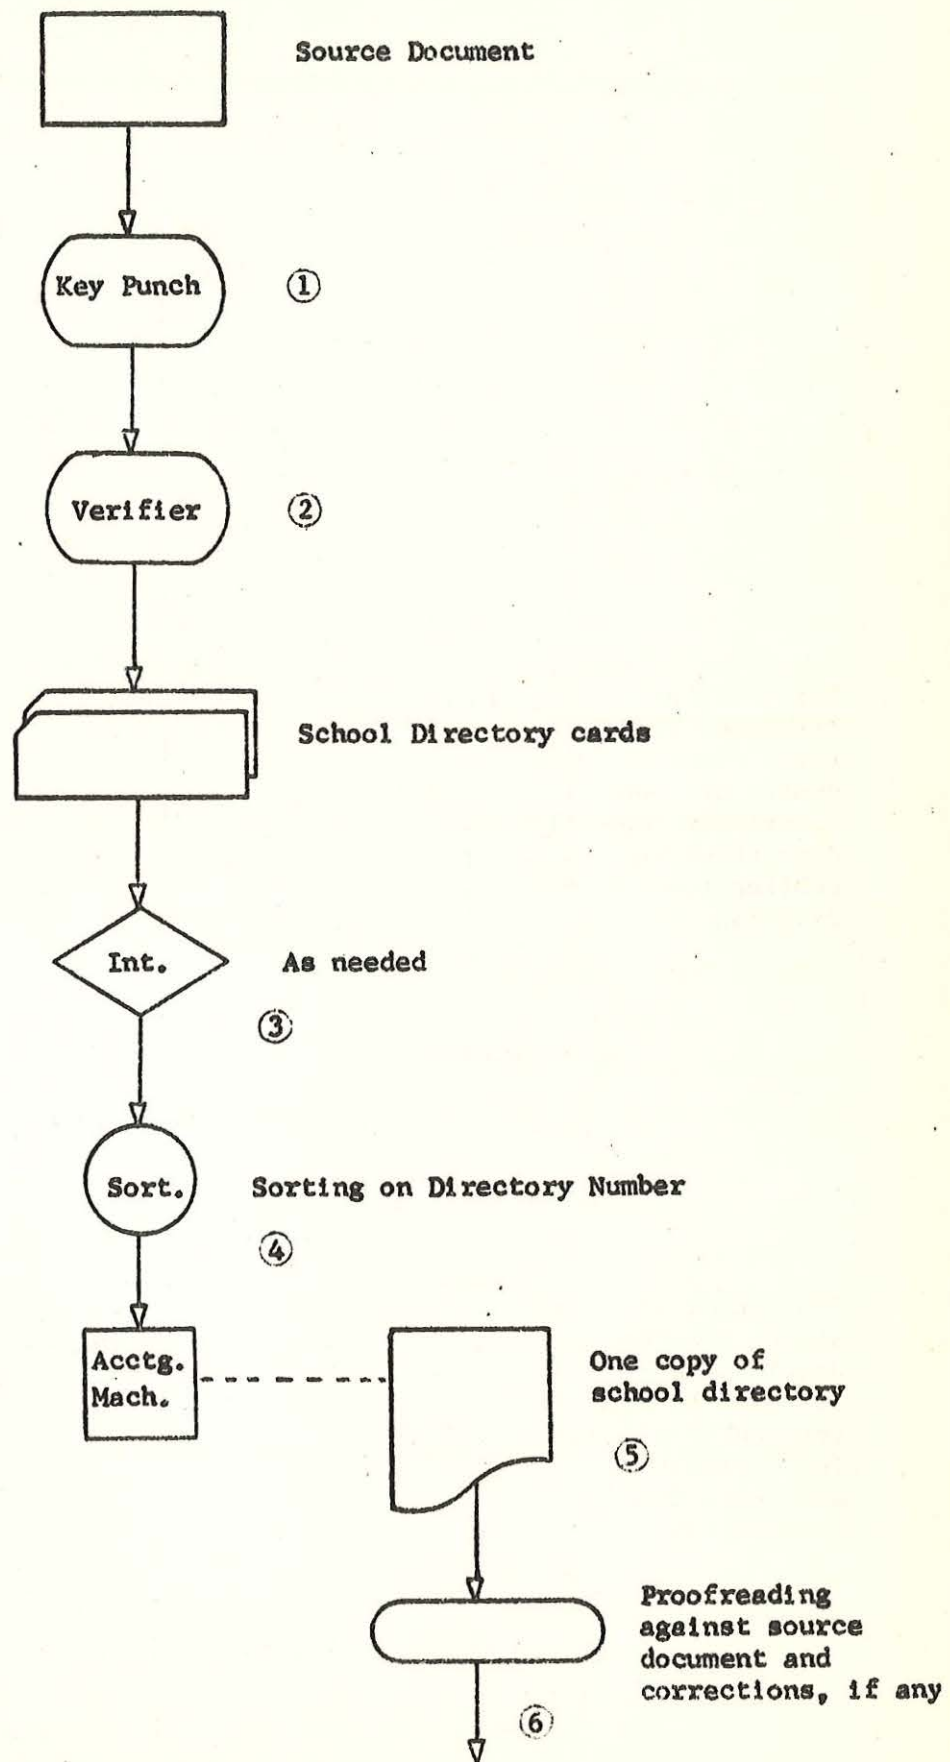 Source Document
Key Punch
①
Verifier
②
School Directory cards
Int.
As needed
③
Sort.
Sorting on Directory Number
④
Acctg.
Mach.
One copy of
school directory
⑤
Proofreading
against source
document and
corrections, if any
⑥